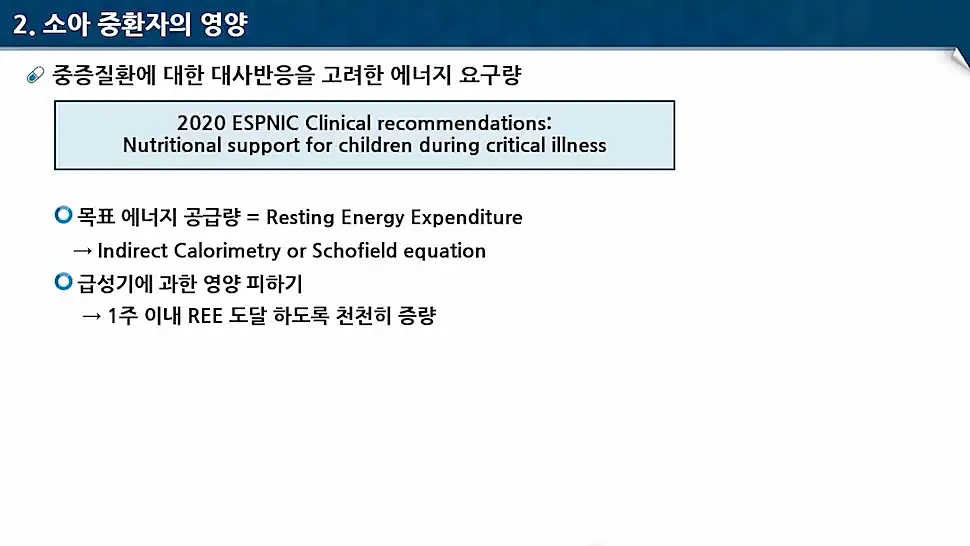 2. 소아 중환자의 영양
중증질환에 대한 대사반응을 고려한 에너지 요구량
2020 ESPNIC Clinical recommendations:
Nutritional support for children during critical illness
목표 에너지 공급량 = Resting Energy Expenditure
→ Indirect Calorimetry or Schofield equation
급성기에 과한 영양 피하기
→ 1주 이내 REE 도달 하도록 천천히 증량